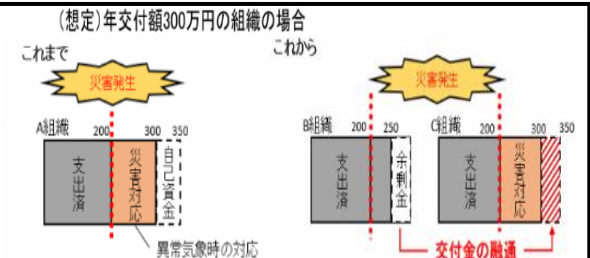 (想定)年交付額300万円の組織の場合
これまで
災害発生
A組織 200 300 350
支出済
災害対応
自己資金
異常気象時の対応
これから
災害発生
B組織 200 250
支出済
余剰金
C組織 200 300 350
支出済
災害対応
交付金の融通